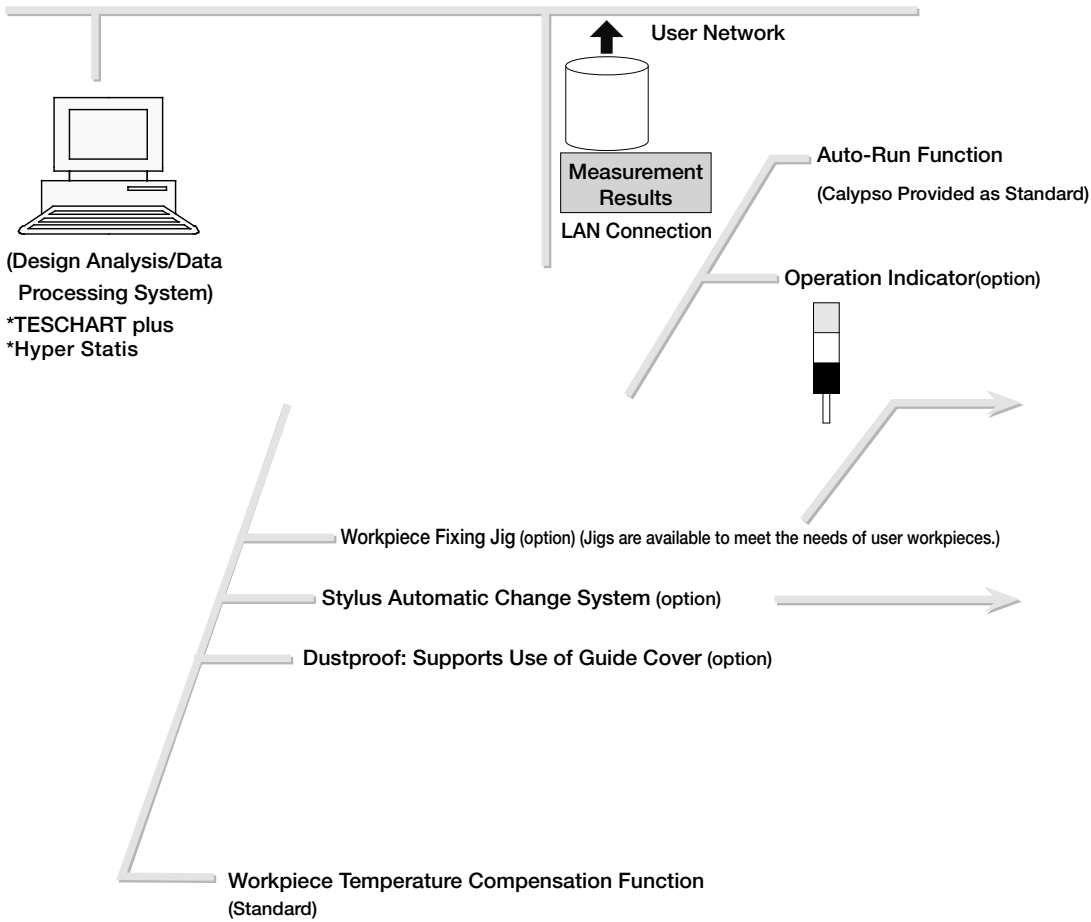 User Network
Measurement
Results
LAN Connection
(Design Analysis/Data
Processing System)
*TESCHART plus
*Hyper Statis
Auto-Run Function
(Calypso Provided as Standard)
Operation Indicator(option)
Workpiece Fixing Jig (option) (Jigs are available to meet the needs of user workpieces.)
Stylus Automatic Change System (option)
Dustproof: Supports Use of Guide Cover (option)
Workpiece Temperature Compensation Function
(Standard)